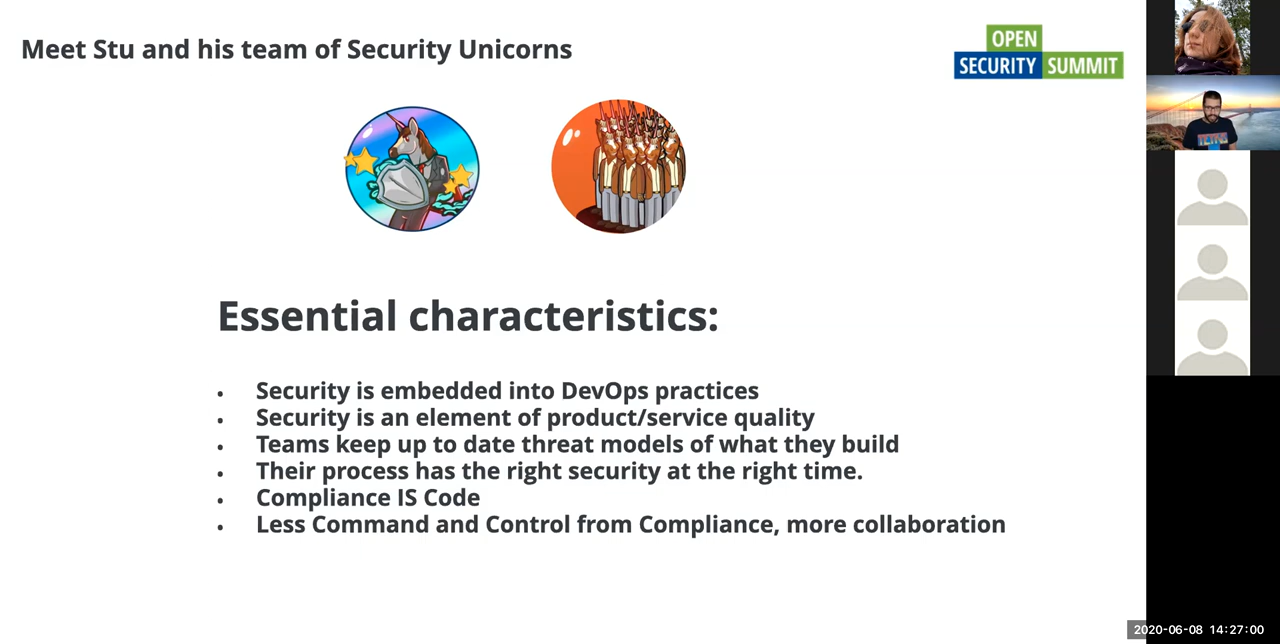 Meet Stu and his team of Security Unicorns
OPEN
SECURITY SUMMIT
Essential characteristics:
• Security is embedded into DevOps practices
• Security is an element of product/service quality
• Teams keep up to date threat models of what they build
• Their process has the right security at the right time.
• Compliance IS Code
• Less Command and Control from Compliance, more collaboration
2020-06-08 14:27:00